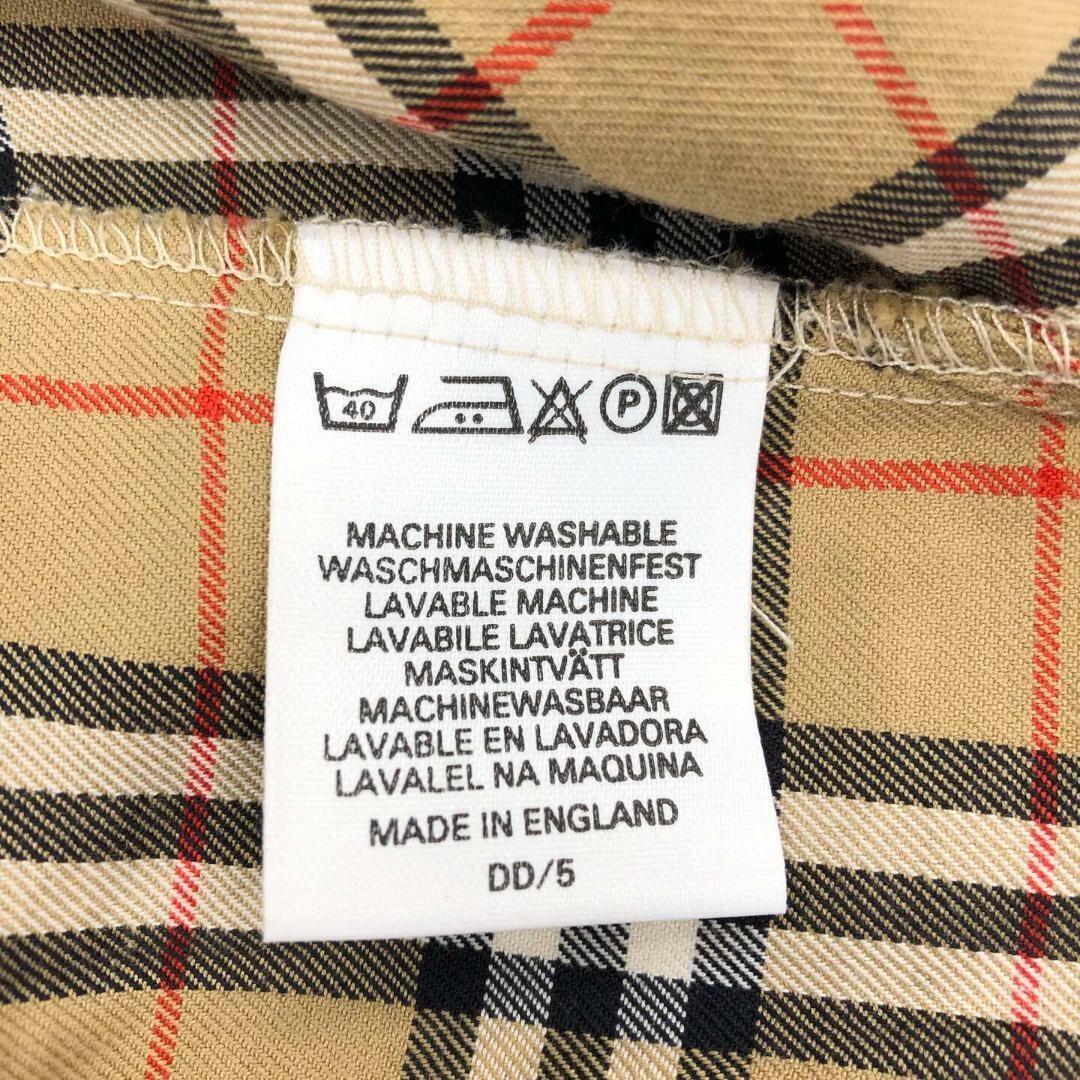 40 P
MACHINE WASHABLE
WASCHMASCHINENFEST
LAVABLE MACHINE
LAVABILE LAVATRICE
MASKINTVÄTT
MACHINEWASBAAR
LAVABLE EN LAVADORA
LAVALEL NA MAQUINA
MADE IN ENGLAND
DD/5